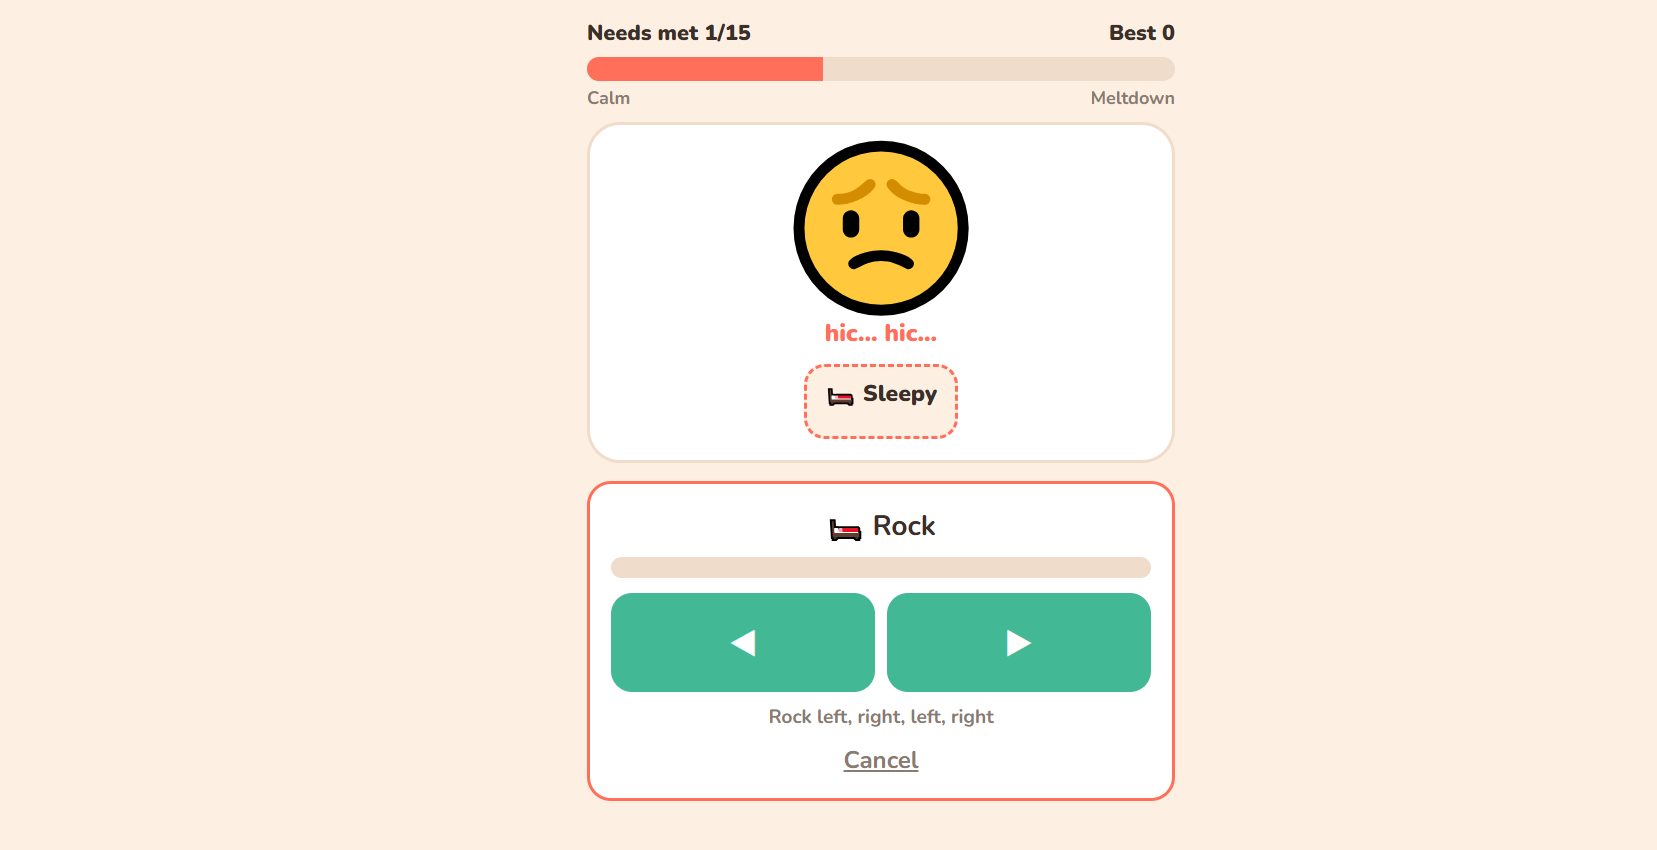 Needs met 1/15
Best 0
Calm
Meltdown
hic... hic...
Sleepy
Rock
Rock left, right, left, right
Cancel